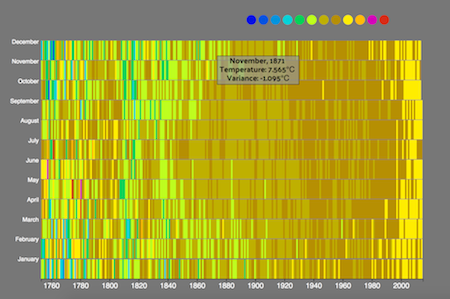 December
November, 1871
Temperature: 7.565°C
Variance: -1.095°C
November
October
September
August
July
June
May
April
March
February
January
1760 1780 1800 1820 1840 1860 1880 1900 1920 1940 1960 1980 2000